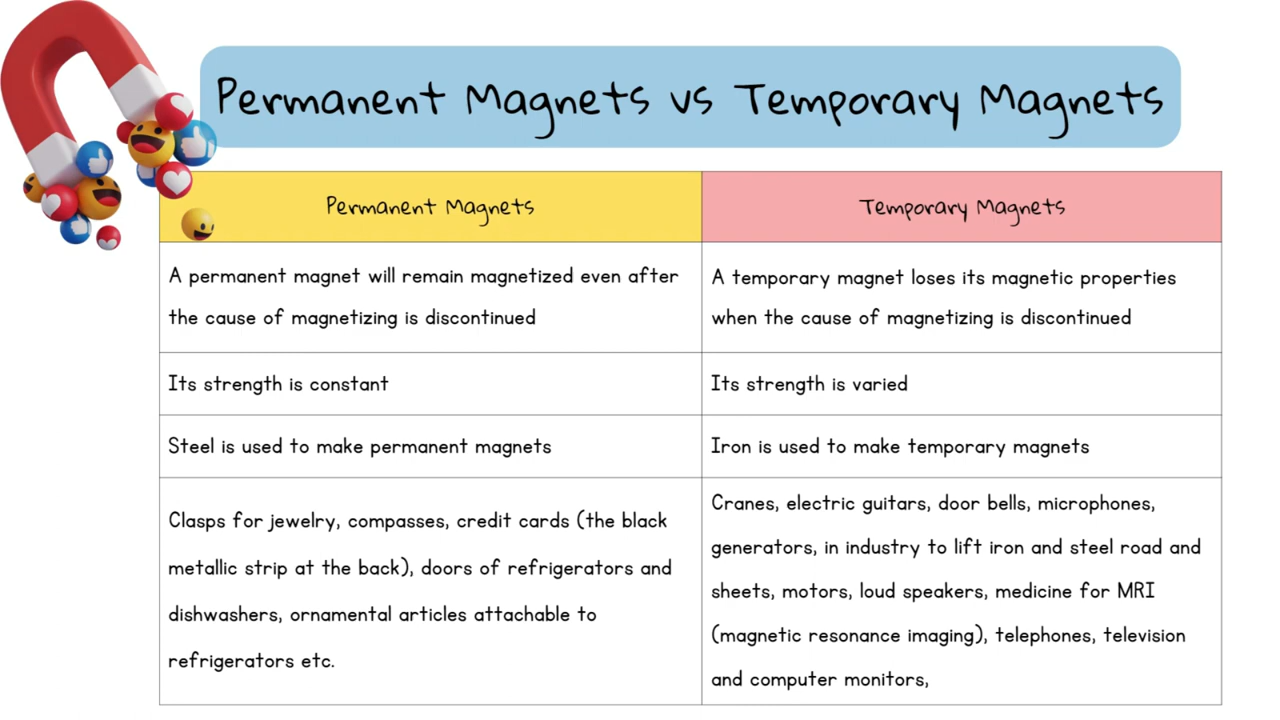 Permanent Magnets vs Temporary Magnets
Permanent Magnets
Temporary Magnets
A permanent magnet will remain magnetized even after
the cause of magnetizing is discontinued
A temporary magnet loses its magnetic properties
when the cause of magnetizing is discontinued
Its strength is constant
Its strength is varied
Steel is used to make permanent magnets
Iron is used to make temporary magnets
Clasps for jewelry, compasses, credit cards (the black
metallic strip at the back), doors of refrigerators and
dishwashers, ornamental articles attachable to
refrigerators etc.
Cranes, electric guitars, door bells, microphones,
generators, in industry to lift iron and steel road and
sheets, motors, loud speakers, medicine for MRI
(magnetic resonance imaging), telephones, television
and computer monitors,